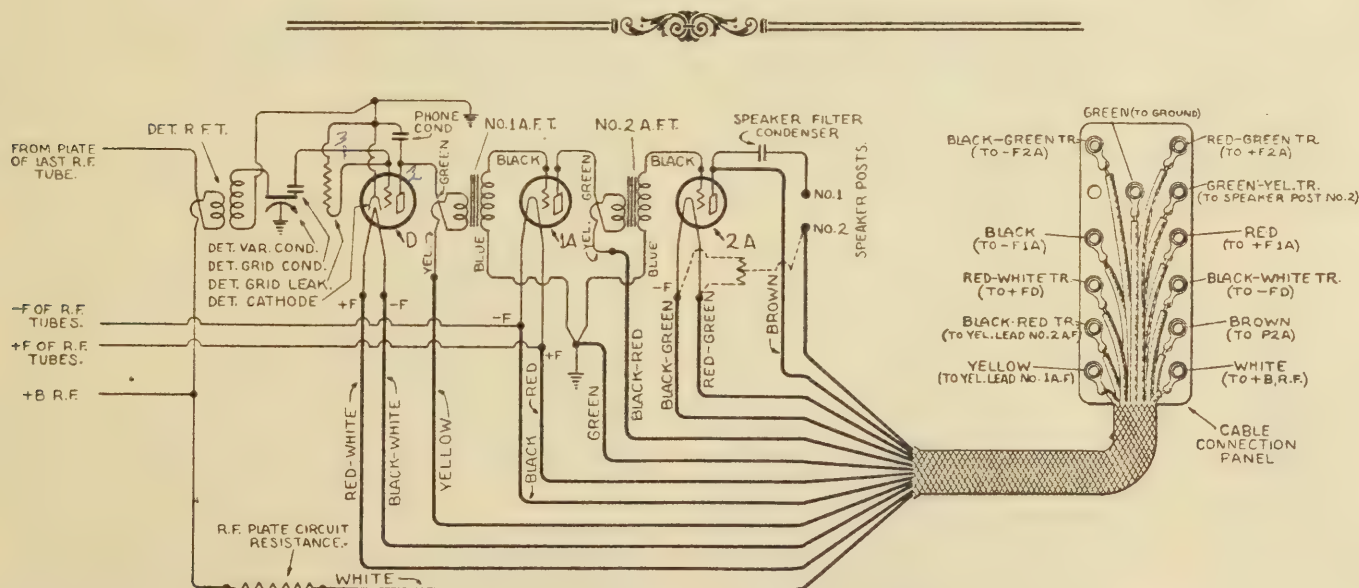 FROM PLATE
OF LAST R.F.
TUBE.
DET. R.F.T.
PHONE
COND
NO.1 A.F.T.
NO.2 A.F.T.
SPEAKER FILTER
CONDENSER
NO.1
NO.2
SPEAKER POSTS.
GREEN
BLACK
YEL. GREEN
BLACK
D
1A
2A
YEL.
BLUE
BLUE
DET. VAR. COND.
DET. GRID COND.
DET. GRID LEAK.
DET. CATHODE
+F
-F
-F
+F
-F
-F OF R.F.
TUBES.
+F OF R.F.
TUBES.
+B R.F.
RED-WHITE
BLACK-WHITE
YELLOW
BLACK
RED
GREEN
BLACK-RED
BLACK-GREEN
RED-GREEN
BROWN
R.F. PLATE CIRCUIT
RESISTANCE.
WHITE
GREEN (TO GROUND)
BLACK-GREEN TR.
(TO -F2A)
RED-GREEN TR.
(TO +F2A)
GREEN-YEL. TR.
(TO SPEAKER POST NO.2)
BLACK
(TO -F1A)
RED
(TO +F1A)
RED-WHITE TR.
(TO +FD)
BLACK-WHITE TR.
(TO -FD)
BLACK-RED TR.
(TO YEL. LEAD NO.2 A.F.)
BROWN
(TO P2A)
YELLOW
(TO YEL. LEAD NO. 1A.F)
WHITE
(TO +B, R.F.)
CABLE
CONNECTION
PANEL